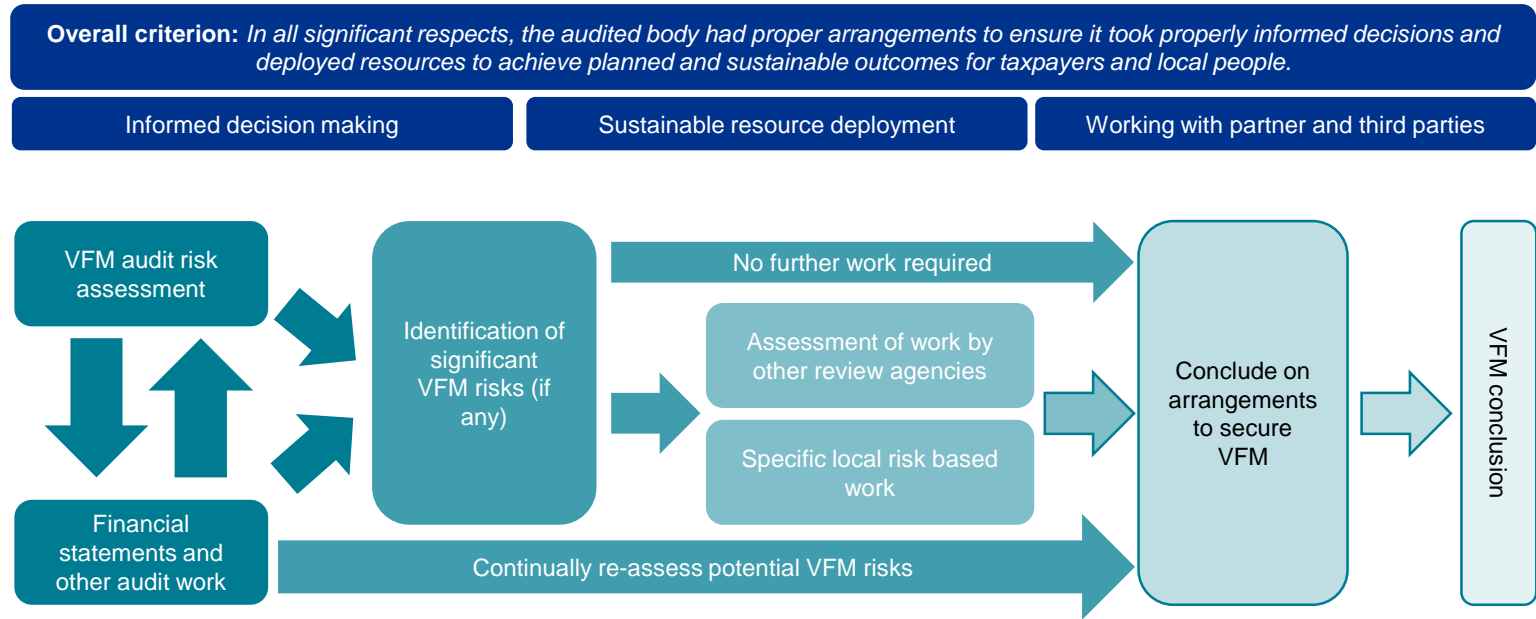 Overall criterion: In all significant respects, the audited body had proper arrangements to ensure it took properly informed decisions and
deployed resources to achieve planned and sustainable outcomes for taxpayers and local people.
Informed decision making
Sustainable resource deployment
Working with partner and third parties
VFM audit risk
assessment
Financial
statements and
other audit work
Identification of
significant
VFM risks (if
any)
No further work required
Assessment of work by
other review agencies
Specific local risk based
work
Continually re-assess potential VFM risks
Conclude on
arrangements
to secure
VFM
VFM conclusion